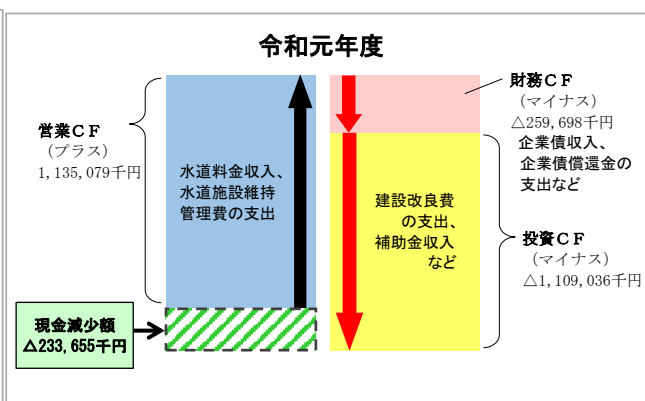 令和元年度
営業ＣＦ
（プラス）
1,135,079千円
水道料金収入、
水道施設維持
管理費の支出
現金減少額
△233,655千円
財務ＣＦ
（マイナス）
△259,698千円
企業債収入、
企業債償還金の
支出など
建設改良費
の支出、
補助金収入
など
投資ＣＦ
（マイナス）
△1,109,036千円